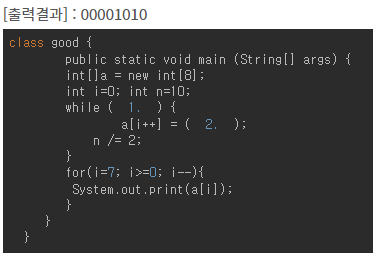 [출력결과] : 00001010
class good {
public static void main (String[] args) {
int[]a = new int[8];
int i=0; int n=10;
while (  1.  ) {
a[i++] = (  2.  );
n /= 2;
}
for(i=7; i>=0; i--){
System.out.print(a[i]);
}
}
}